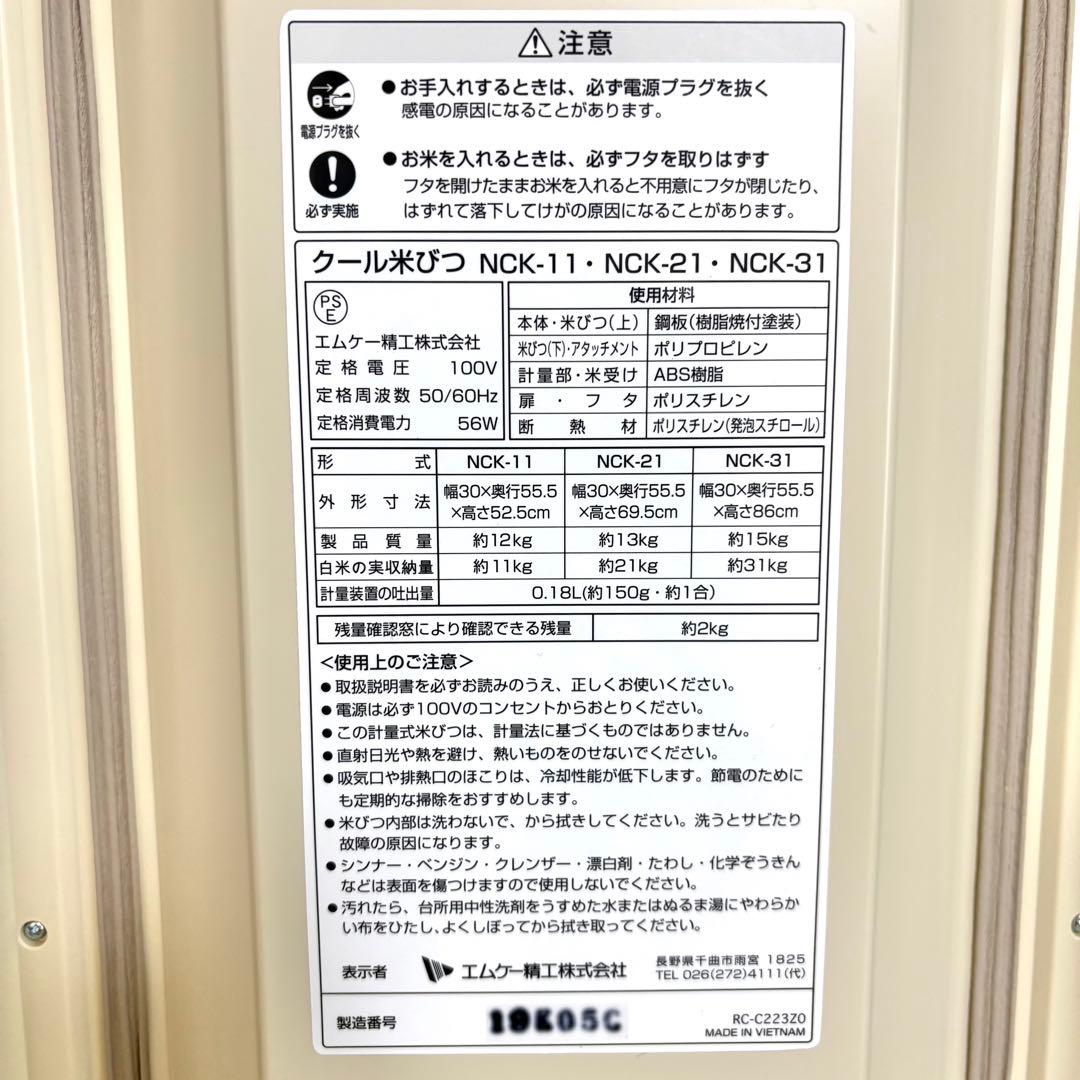 注意
●お手入れするときは、必ず電源プラグを抜く
感電の原因になることがあります。
電源プラグを抜く
●お米を入れるときは、必ずフタを取りはずす
フタを開けたままお米を入れると不用意にフタが閉じたり、
はずれて落下してけがの原因になることがあります。
必ず実施
クール米びつ NCK-11・NCK-21・NCK-31
PSE
エムケー精工株式会社
定格電圧 100V
定格周波数 50/60Hz
定格消費電力 56W
使用材料
本体・米びつ(上) 鋼板(樹脂焼付塗装)
米びつ(下)・アタッチメント ポリプロピレン
計量部・米受け ABS樹脂
扉・フタ ポリスチレン
断熱材 ポリスチレン(発泡スチロール)
形式 NCK-11 NCK-21 NCK-31
外形寸法 幅30×奥行55.5×高さ52.5cm 幅30×奥行55.5×高さ69.5cm 幅30×奥行55.5×高さ86cm
製品質量 約12kg 約13kg 約15kg
白米の実収納量 約11kg 約21kg 約31kg
計量装置の吐出量 0.18L(約150g・約1合)
残量確認窓により確認できる残量 約2kg
<使用上のご注意>
●取扱説明書を必ずお読みのうえ、正しくお使いください。
●電源は必ず100Vのコンセントからおとりください。
●この計量式米びつは、計量法に基づくものではありません。
●直射日光や熱を避け、熱いものをのせないでください。
●吸気口や排熱口のほこりは、冷却性能が低下します。節電のために
も定期的な掃除をおすすめします。
●米びつ内部は洗わないで、から拭きしてください。洗うとサビたり
故障の原因になります。
●シンナー・ベンジン・クレンザー・漂白剤・たわし・化学ぞうきん
などは表面を傷つけますので使用しないでください。
●汚れたら、台所用中性洗剤をうすめた水またはぬるま湯にやわらか
い布をひたし、よくしぼってから拭き取ってください。
表示者 エムケー精工株式会社
長野県千曲市雨宮 1825
TEL 026(272)4111(代)
製造番号 19K05C
RC-C223Z0
MADE IN VIETNAM